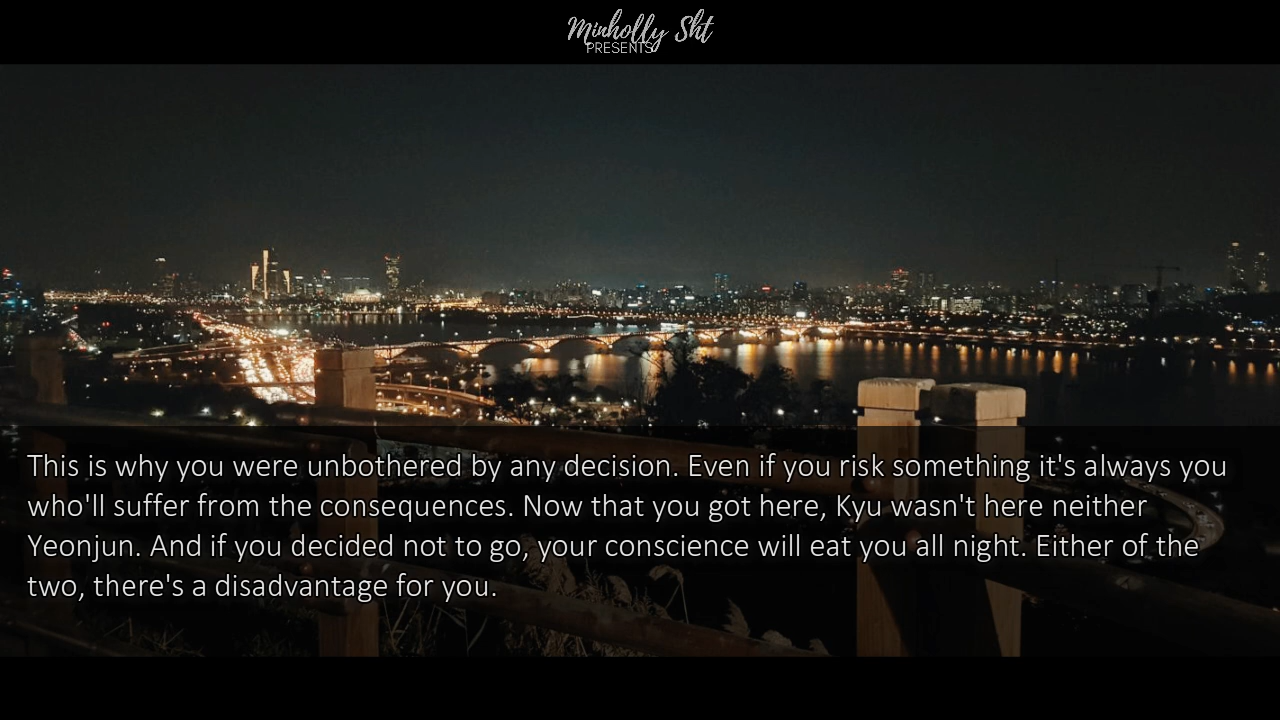 Minholly Sht
PRESENTS
This is why you were unbothered by any decision. Even if you risk something it's always you
who'll suffer from the consequences. Now that you got here, Kyu wasn't here neither
Yeonjun. And if you decided not to go, your conscience will eat you all night. Either of the
two, there's a disadvantage for you.